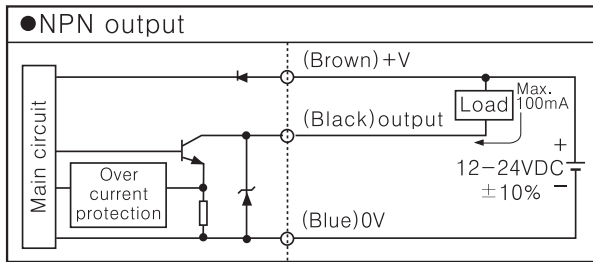 ●NPN output
(Brown)+V
Max.
100mA
Load
(Black)output
Main circuit
+
12-24VDC
±10%
−
Over
current
protection
(Blue)0V